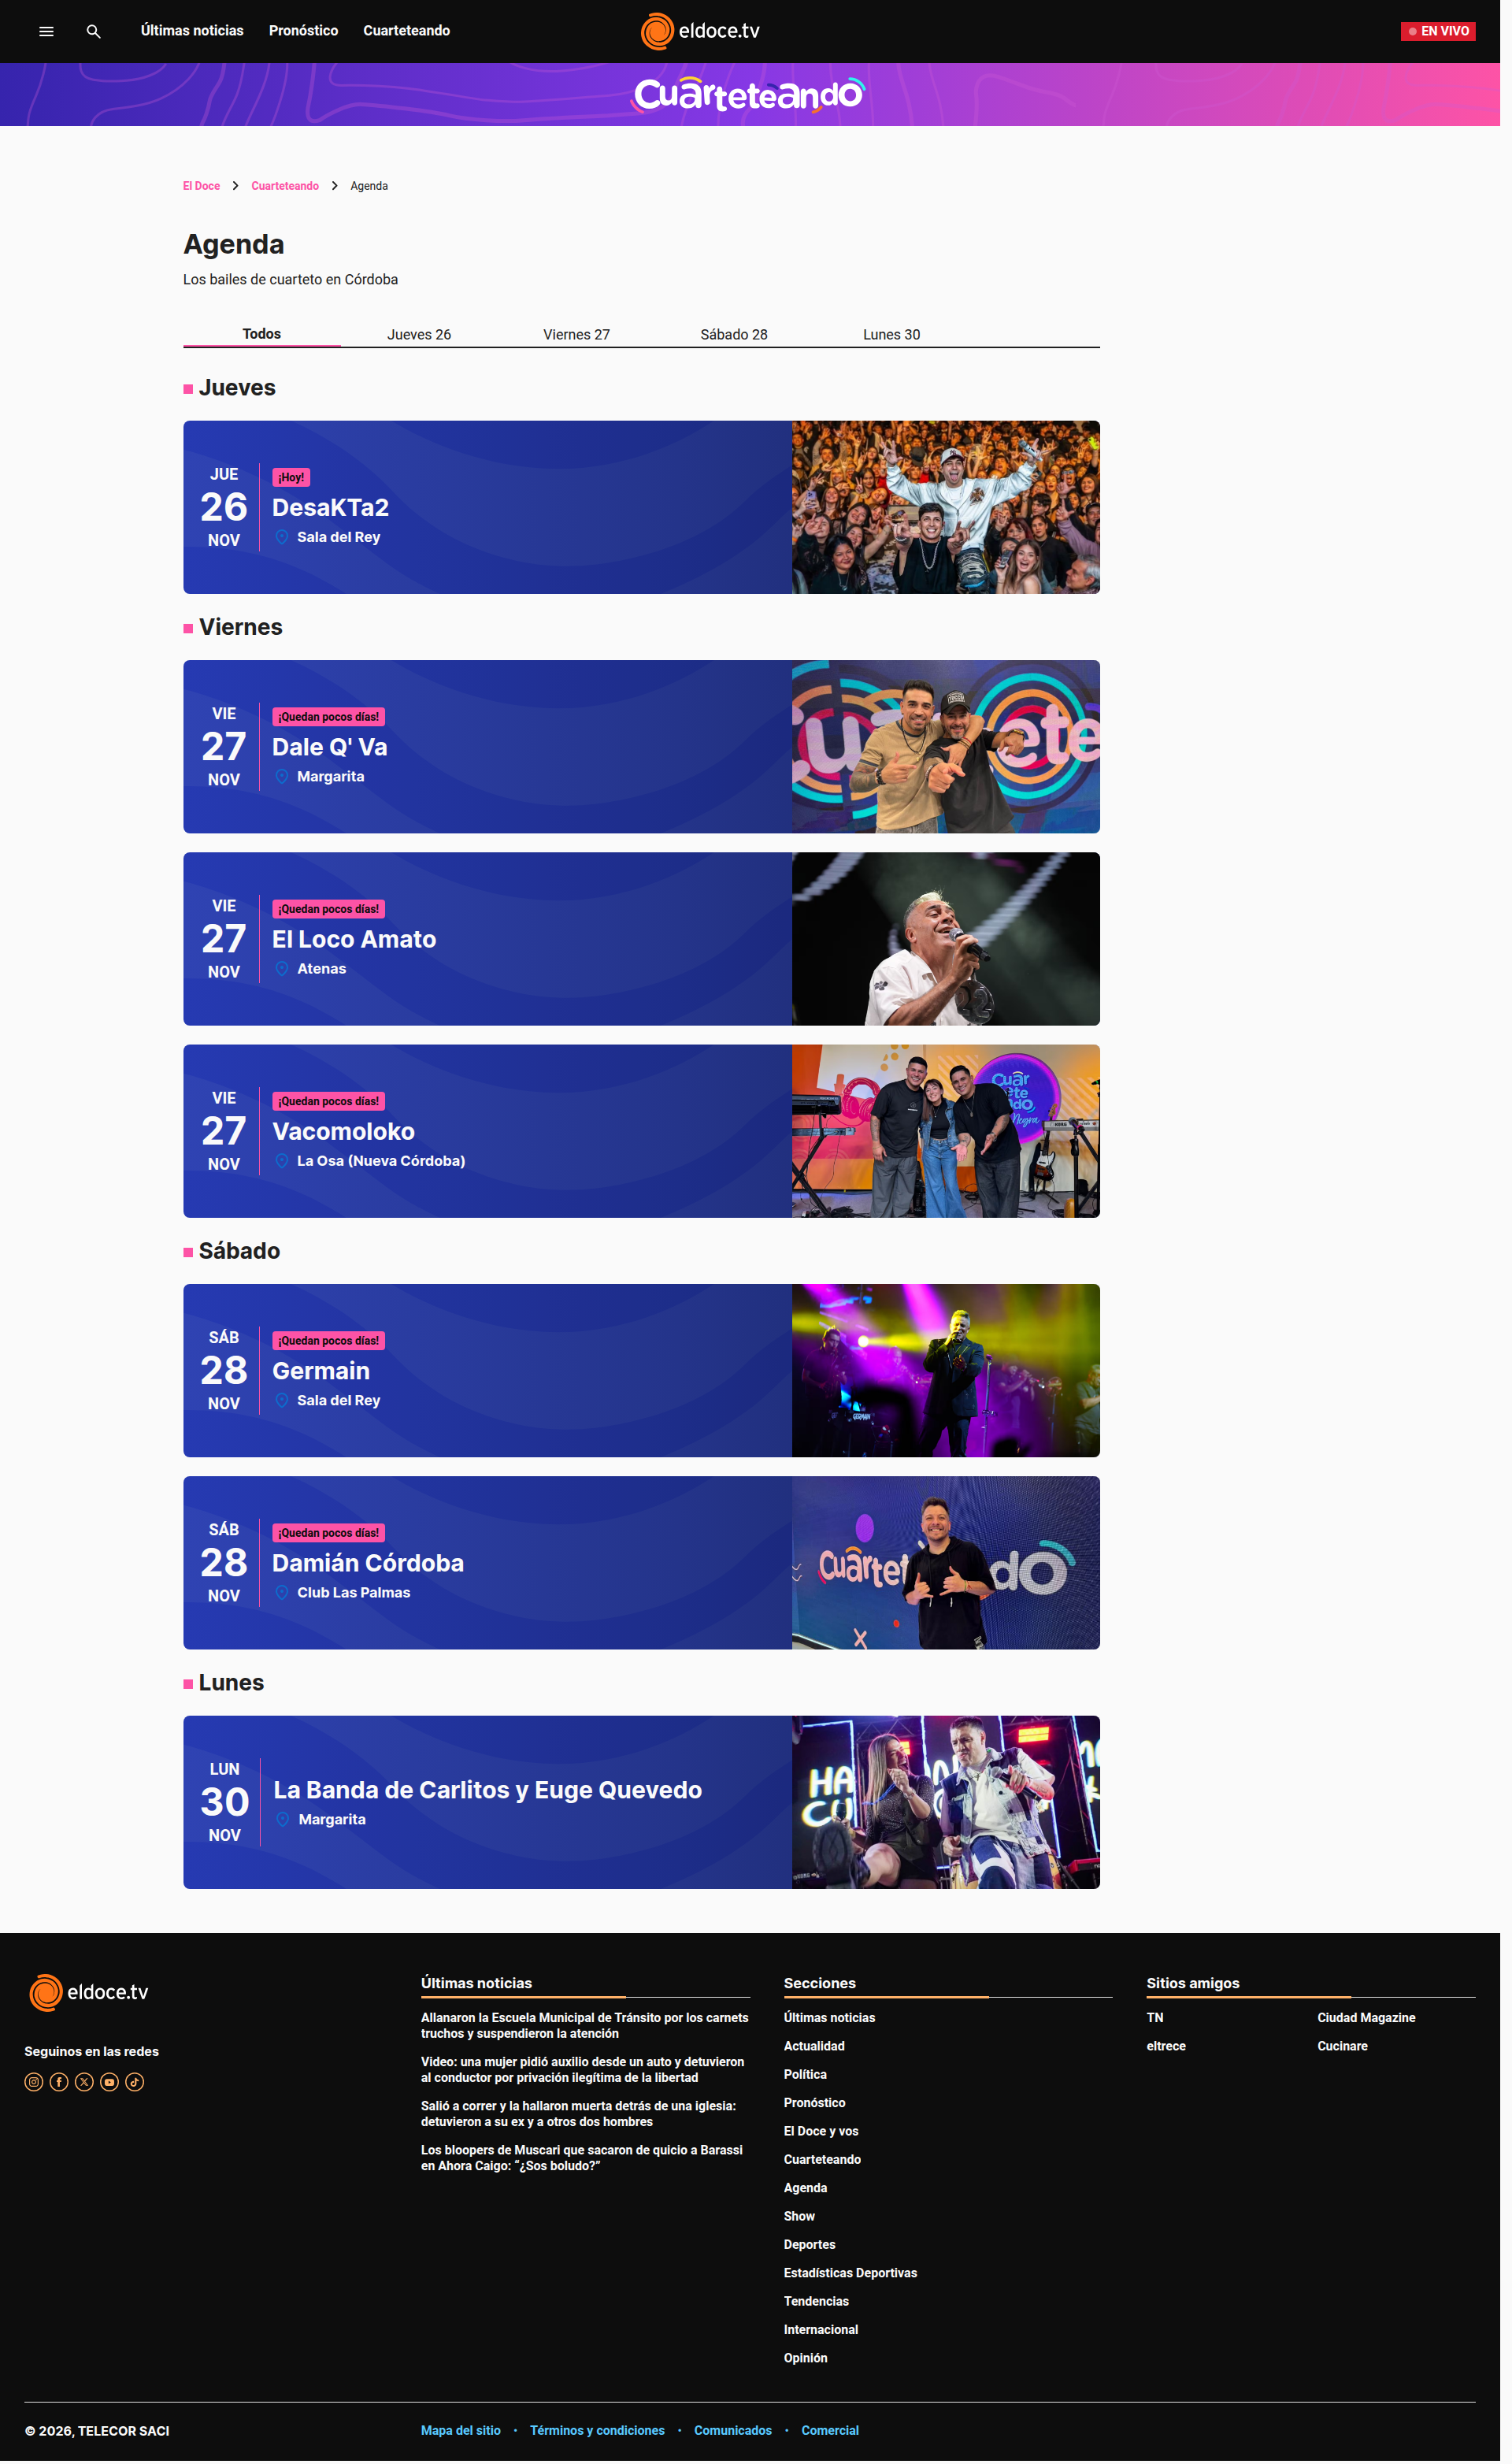 Últimas noticias
Pronóstico
Cuarteteando
eldoce.tv
EN VIVO
Cuarteteando
El Doce
Cuarteteando
Agenda
Agenda
Los bailes de cuarteto en Córdoba
Todos
Jueves 26
Viernes 27
Sábado 28
Lunes 30
Jueves
JUE
26
NOV
¡Hoy!
DesaKTa2
Sala del Rey
Viernes
VIE
27
NOV
¡Quedan pocos días!
Dale Q' Va
Margarita
VIE
27
NOV
¡Quedan pocos días!
El Loco Amato
Atenas
VIE
27
NOV
¡Quedan pocos días!
Vacomoloko
La Osa (Nueva Córdoba)
Cuar
te te
ando
Negra
Sábado
SÁB
28
NOV
¡Quedan pocos días!
Germain
Sala del Rey
SÁB
28
NOV
¡Quedan pocos días!
Damián Córdoba
Club Las Palmas
Lunes
LUN
30
NOV
La Banda de Carlitos y Euge Quevedo
Margarita
eldoce.tv
Seguinos en las redes
Últimas noticias
Allanaron la Escuela Municipal de Tránsito por los carnets
truchos y suspendieron la atención
Video: una mujer pidió auxilio desde un auto y detuvieron
al conductor por privación ilegítima de la libertad
Salió a correr y la hallaron muerta detrás de una iglesia:
detuvieron a su ex y a otros dos hombres
Los bloopers de Muscari que sacaron de quicio a Barassi
en Ahora Caigo: “¿Sos boludo?”
Secciones
Últimas noticias
Actualidad
Política
Pronóstico
El Doce y vos
Cuarteteando
Agenda
Show
Deportes
Estadísticas Deportivas
Tendencias
Internacional
Opinión
Sitios amigos
TN
Ciudad Magazine
eltrece
Cucinare
© 2026, TELECOR SACI
Mapa del sitio • Términos y condiciones • Comunicados • Comercial